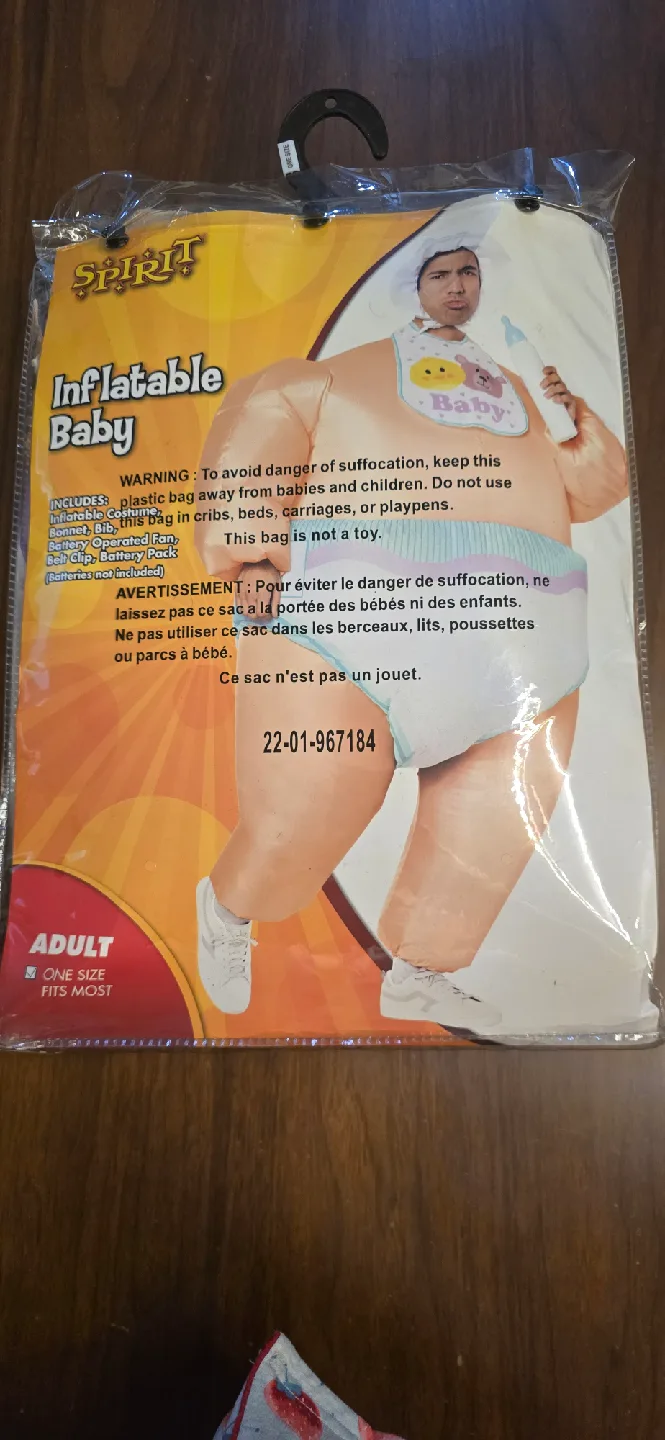 ONE SIZE
SPIRIT
Inflatable
Baby
INCLUDES:
Inflatable Costume,
Bonnet, Bib,
Battery Operated Fan,
Belt Clip, Battery Pack
(Batteries not included)
Baby
WARNING : To avoid danger of suffocation, keep this
plastic bag away from babies and children. Do not use
this bag in cribs, beds, carriages, or playpens.
This bag is not a toy.
AVERTISSEMENT : Pour éviter le danger de suffocation, ne
laissez pas ce sac a la portée des bébés ni des enfants.
Ne pas utiliser ce sac dans les berceaux, lits, poussettes
ou parcs à bébé.
Ce sac n'est pas un jouet.
22-01-967184
ADULT
ONE SIZE
FITS MOST